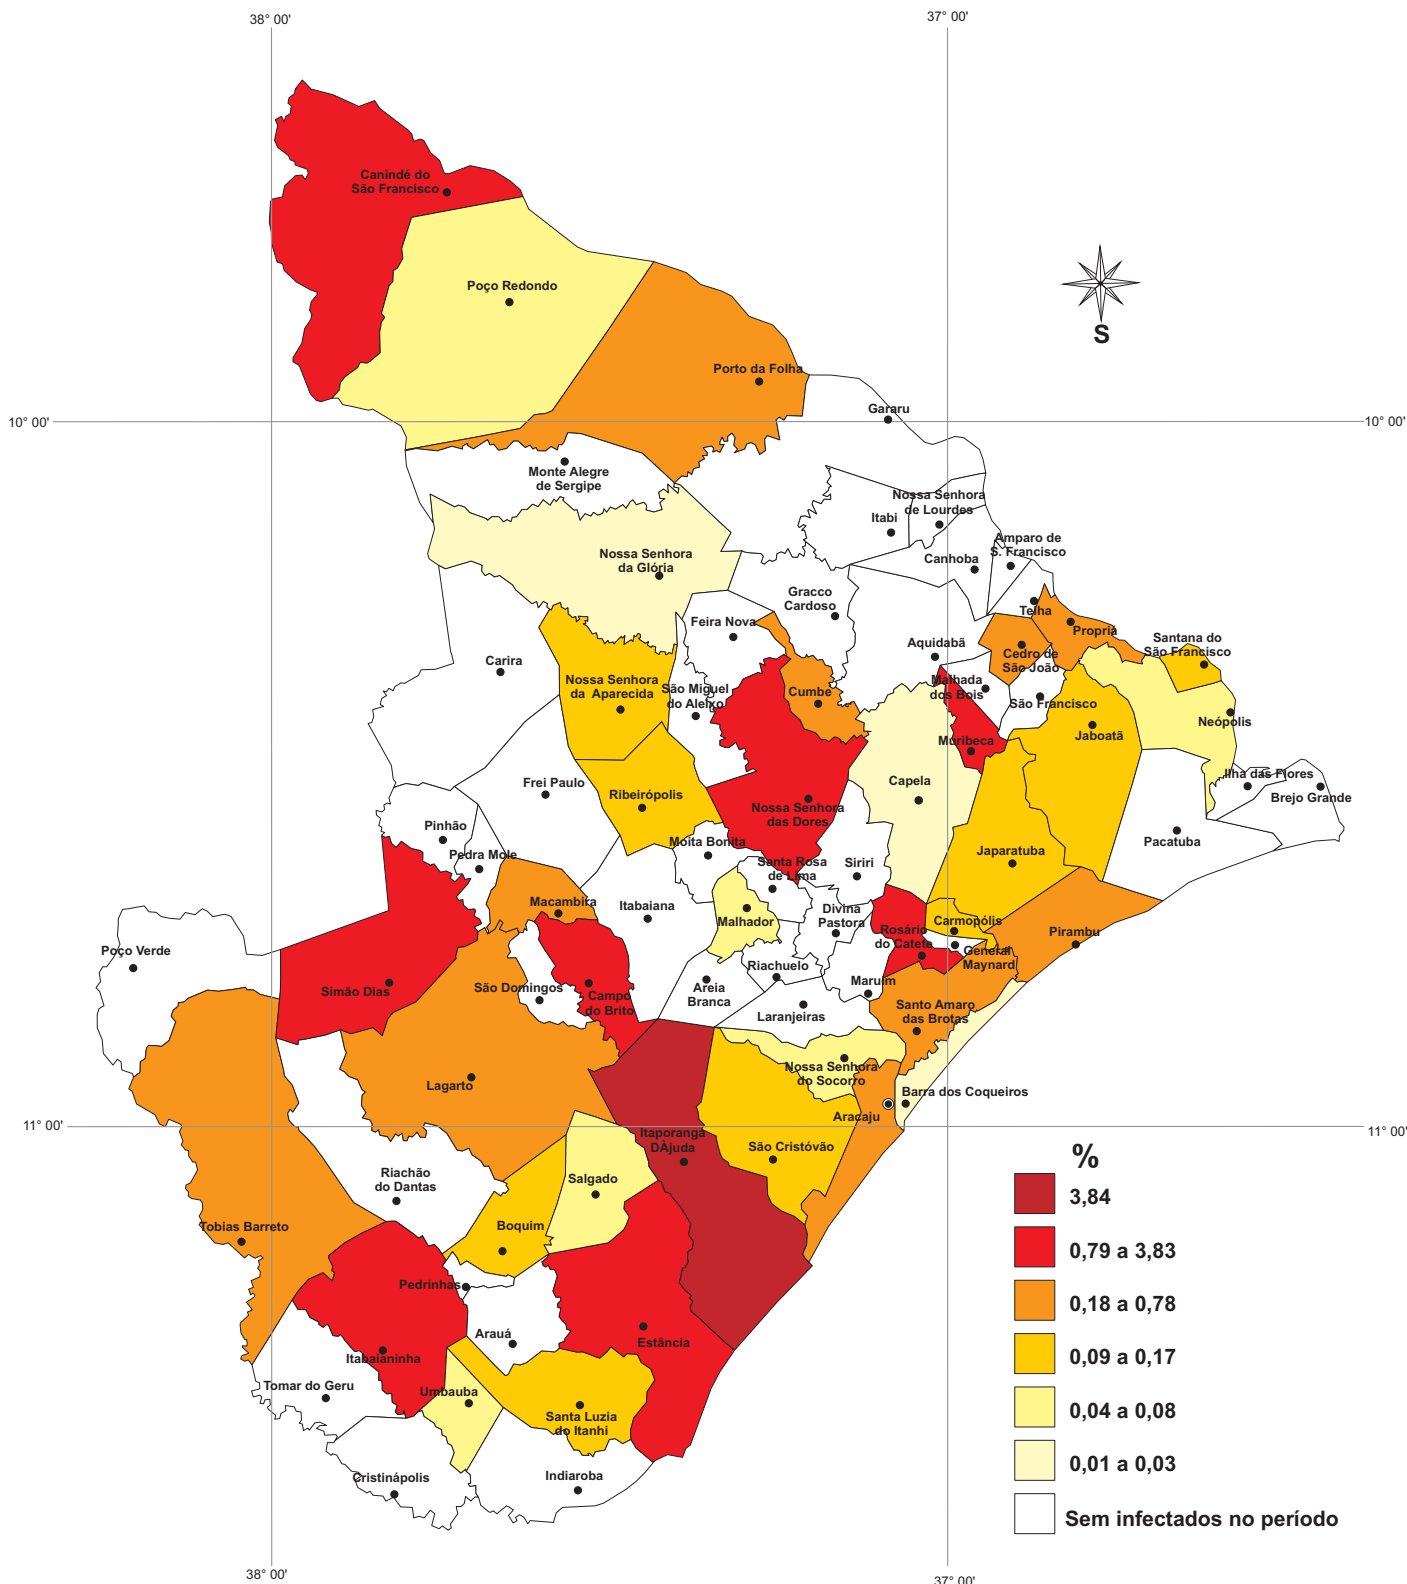 38° 00'
37° 00'
Canindé do
São Francisco
Poço Redondo
S
Porto da Folha
Gararu
10° 00'
10° 00'
Monte Alegre
de Sergipe
Nossa Senhora
de Lourdes
Itabi
Amparo de
S. Francisco
Canhoba
Nossa Senhora
da Glória
Gracco
Cardoso
Telha
Feira Nova
Propriá
Santana do
São Francisco
Aquidabã
Cedro de
São João
Carira
Nossa Senhora
da Aparecida
São Miguel
do Aleixo
Cumbe
Malhada
dos Bois
São Francisco
Neópolis
Jaboatã
Muribeca
Ilha das Flores
Brejo Grande
Frei Paulo
Ribeirópolis
Capela
Nossa Senhora
das Dores
Pinhão
Pedra Mole
Moita Bonita
Pacatuba
Japaratuba
Santa Rosa
de Lima
Siriri
Macambira
Itabaiana
Malhador
Divina
Pastora
Carmopólis
Rosário
do Catete
Pirambu
General
Maynard
Poço Verde
Simão Dias
São Domingos
Campo
do Brito
Areia
Branca
Riachuelo
Maruim
Laranjeiras
Santo Amaro
das Brotas
Lagarto
Nossa Senhora
do Socorro
Barra dos Coqueiros
Aracaju
11° 00'
11° 00'
Itaporanga
DÀjuda
São Cristóvão
Riachão
do Dantas
Salgado
Tobias Barreto
Boquim
Pedrinhas
Arauá
Estância
Itabaianinha
Tomar do Geru
Umbauba
Santa Luzia
do Itanhi
Cristinápolis
Indiaroba
%
3,84
0,79 a 3,83
0,18 a 0,78
0,09 a 0,17
0,04 a 0,08
0,01 a 0,03
Sem infectados no período
38° 00'
37° 00'